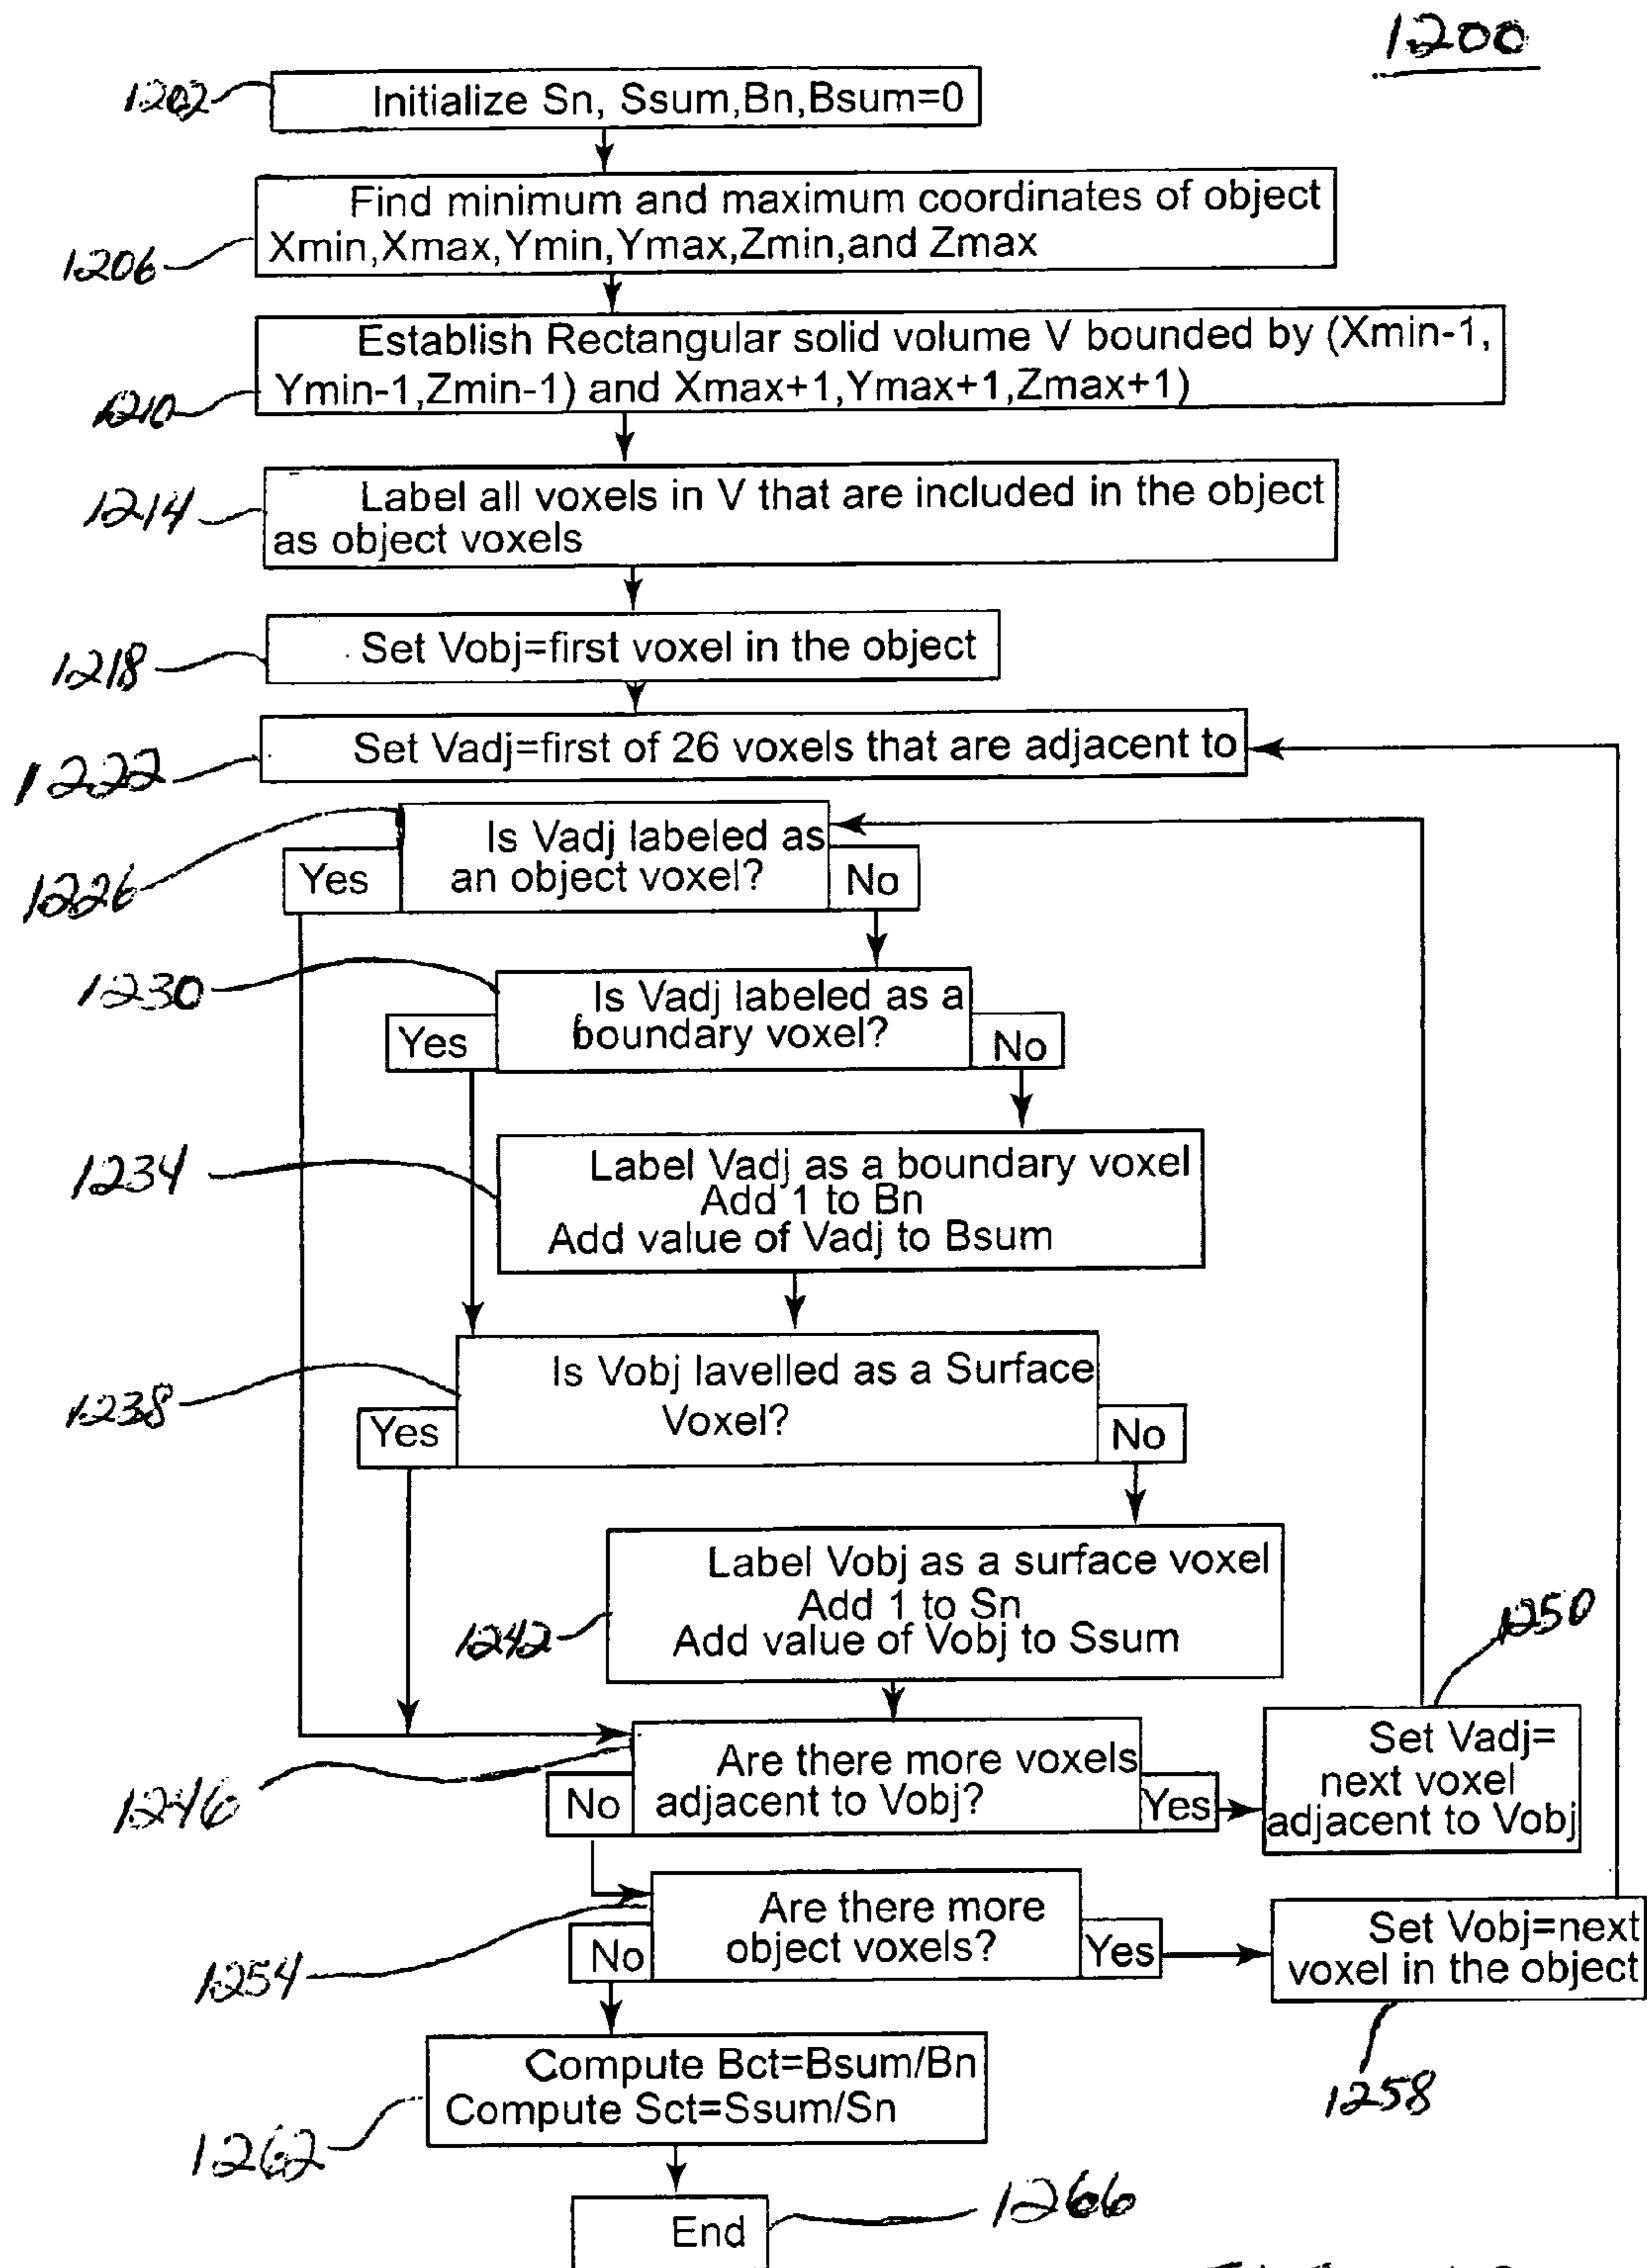 1200
1202
Initialize Sn, Ssum,Bn,Bsum=0
Find minimum and maximum coordinates of object
Xmin,Xmax,Ymin,Ymax,Zmin,and Zmax
1206
Establish Rectangular solid volume V bounded by (Xmin-1,
Ymin-1,Zmin-1) and Xmax+1,Ymax+1,Zmax+1)
1210
Label all voxels in V that are included in the object
as object voxels
1214
Set Vobj=first voxel in the object
1218
Set Vadj=first of 26 voxels that are adjacent to
1222
Is Vadj labeled as
an object voxel?
Yes
No
1226
1230
Is Vadj labeled as a
boundary voxel?
Yes
No
1234
Label Vadj as a boundary voxel
Add 1 to Bn
Add value of Vadj to Bsum
1238
Is Vobj lavelled as a Surface
Voxel?
Yes
No
Label Vobj as a surface voxel
Add 1 to Sn
Add value of Vobj to Ssum
1242
1250
Set Vadj=
next voxel
adjacent to Vobj
Are there more voxels
adjacent to Vobj?
No
Yes
1246
Are there more
object voxels?
No
Yes
1254
Set Vobj=next
voxel in the object
1258
Compute Bct=Bsum/Bn
Compute Sct=Ssum/Sn
1262
End
1266